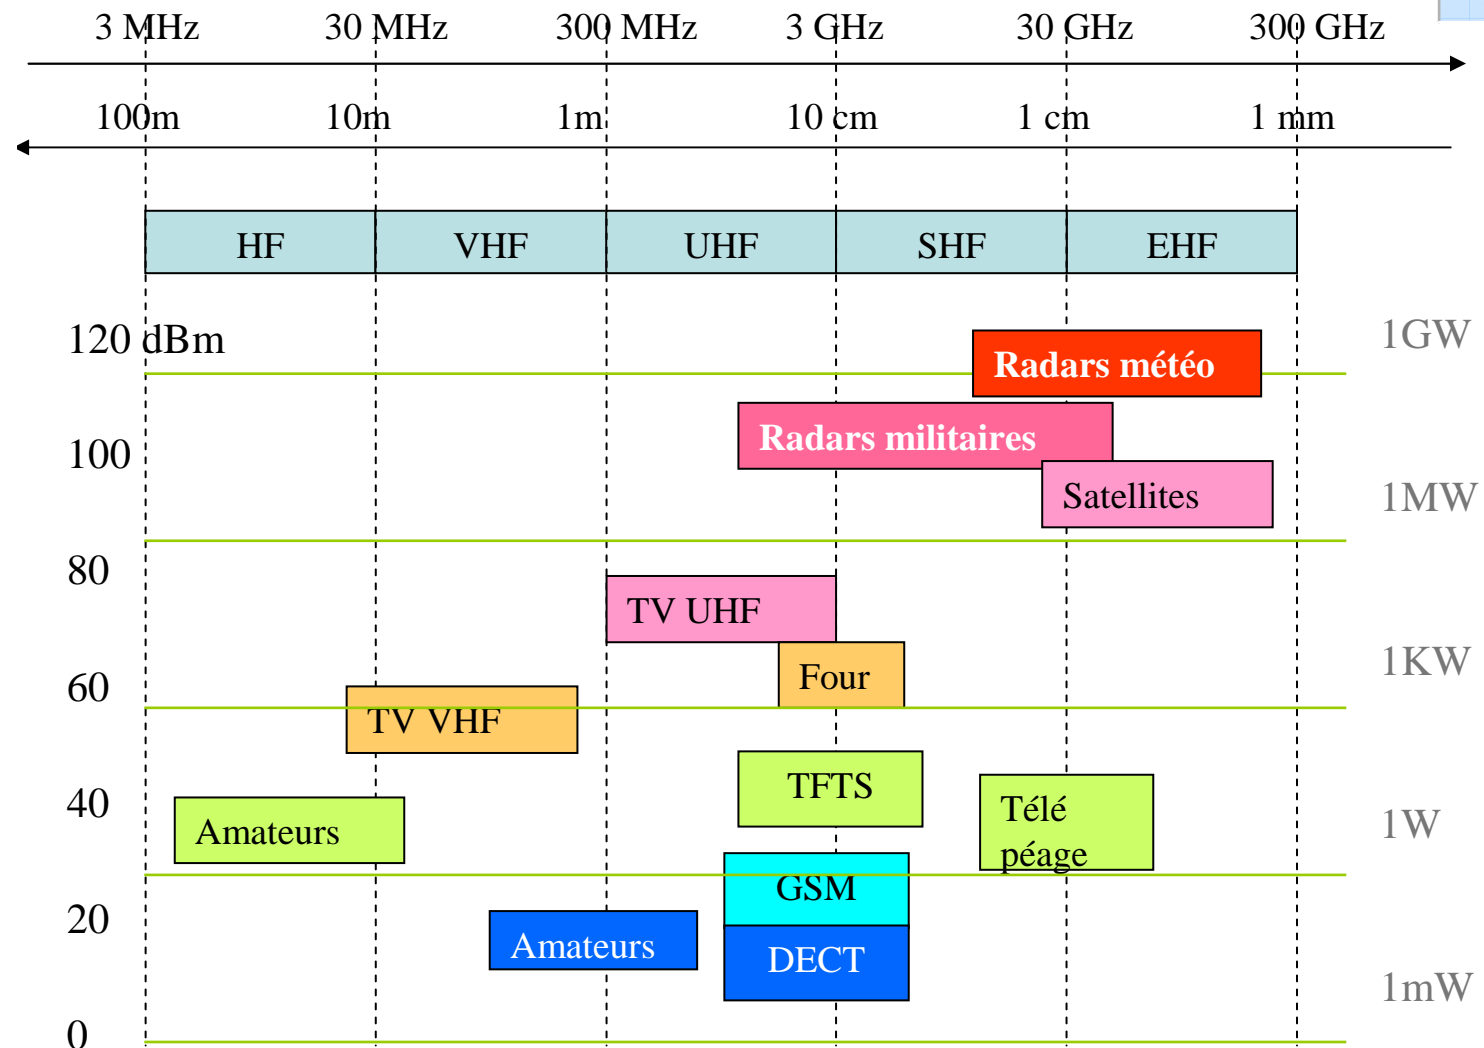 3 MHz 30 MHz 300 MHz 3 GHz 30 GHz 300 GHz
100m 10m 1m 10 cm 1 cm 1 mm
HF VHF UHF SHF EHF
120 dBm 1GW
Radars météo
Radars militaires
100
Satellites 1MW
80
TV UHF
Four 1KW
60
TV VHF
TFTS
40
Télé
péage
Amateurs 1W
GSM
20
Amateurs DECT
1mW
0